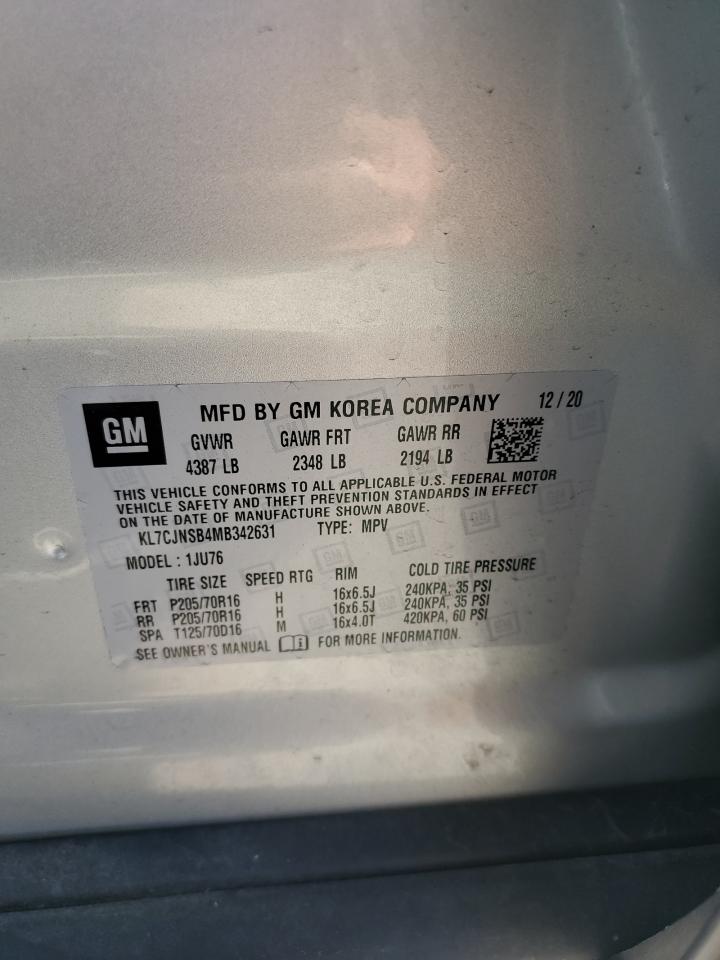 GM
MFD BY GM KOREA COMPANY 12 / 20
GVWR GAWR FRT GAWR RR
4387 LB 2348 LB 2194 LB
THIS VEHICLE CONFORMS TO ALL APPLICABLE U.S. FEDERAL MOTOR
VEHICLE SAFETY AND THEFT PREVENTION STANDARDS IN EFFECT
ON THE DATE OF MANUFACTURE SHOWN ABOVE.
KL7CJNSB4MB342631 TYPE: MPV
MODEL : 1JU76
TIRE SIZE SPEED RTG RIM COLD TIRE PRESSURE
FRT P205/70R16 H 16x6.5J 240KPA, 35 PSI
RR P205/70R16 H 16x6.5J 240KPA, 35 PSI
SPA T125/70D16 M 16x4.0T 420KPA, 60 PSI
SEE OWNER'S MANUAL FOR MORE INFORMATION.